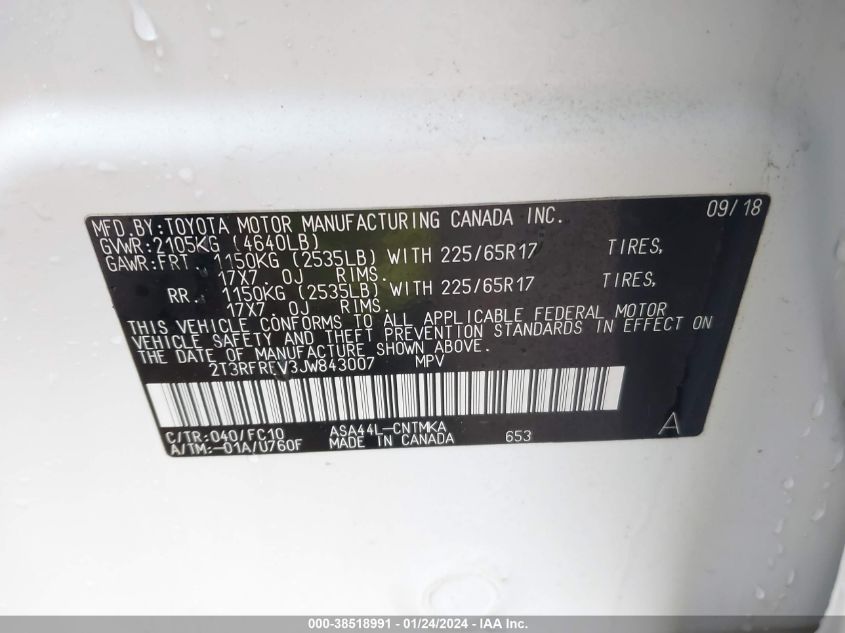 MFD.BY:TOYOTA MOTOR MANUFACTURING CANADA INC. 09/18
GVWR:2105KG (4640LB)
GAWR:FRT 1150KG (2535LB) WITH 225/65R17 TIRES,
17X7.0J RIMS.
RR. 1150KG (2535LB) WITH 225/65R17 TIRES,
17X7.0J RIMS.
THIS VEHICLE CONFORMS TO ALL APPLICABLE FEDERAL MOTOR
VEHICLE SAFETY AND THEFT PREVENTION STANDARDS IN EFFECT ON
THE DATE OF MANUFACTURE SHOWN ABOVE.
2T3RFREV3JW843007 MPV
C/TR:040/FC10 ASA44L-CNTMKA
A/TM:-01A/U760F MADE IN CANADA 653 A
000-38518991 - 01/24/2024 - IAA Inc.